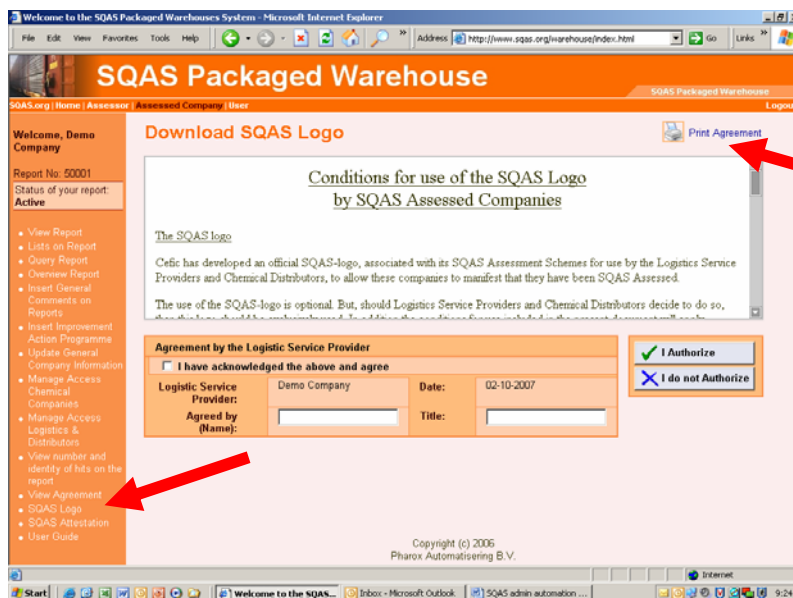 Welcome to the SQAS Packaged Warehouses System - Microsoft Internet Explorer
File Edit View Favorites Tools Help Address http://www.sqas.org/warehouse/index.html Go Links
SQAS Packaged Warehouse
SQAS Packaged Warehouse
SQAS.org | Home | Assessor | Assessed Company | User Logout
Welcome, Demo
Company
Report No: 50001
Status of your report:
Active
View Report
Lists on Report
Query Report
Overview Report
Insert General
Comments on
Reports
Insert Improvement
Action Programme
Update General
Company Information
Manage Access
Chemical
Companies
Manage Access
Logistics &
Distributors
View number and
identity of hits on the
report
View Agreement
SQAS Logo
SQAS Attestation
User Guide
Download SQAS Logo
Print Agreement
Conditions for use of the SQAS Logo
by SQAS Assessed Companies
The SQAS logo
Cefic has developed an official SQAS-logo, associated with its SQAS Assessment Schemes for use by the Logistics Service
Providers and Chemical Distributors, to allow these companies to manifest that they have been SQAS Assessed.
The use of the SQAS-logo is optional. But, should Logistics Service Providers and Chemical Distributors decide to do so,
Agreement by the Logistic Service Provider
I have acknowledged the above and agree
Logistic Service
Provider: Demo Company Date: 02-10-2007
Agreed by
(Name): Title:
I Authorize
I do not Authorize
Copyright (c) 2006
Pharox Automatisering B.V.
Internet
Start Welcome to the SQAS... Inbox - Microsoft Outlook SQAS admin automation ... 9:24